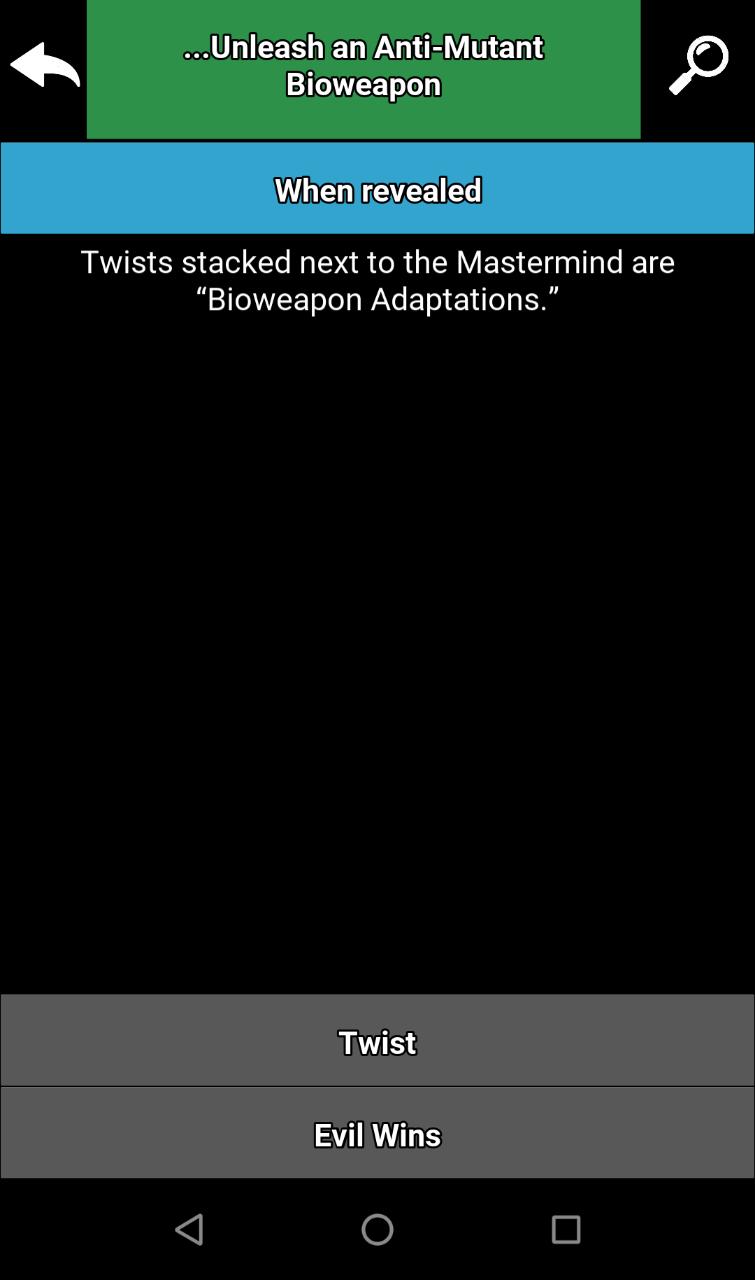 ...Unleash an Anti-Mutant
Bioweapon
When revealed
Twists stacked next to the Mastermind are
“Bioweapon Adaptations.”
Twist
Evil Wins